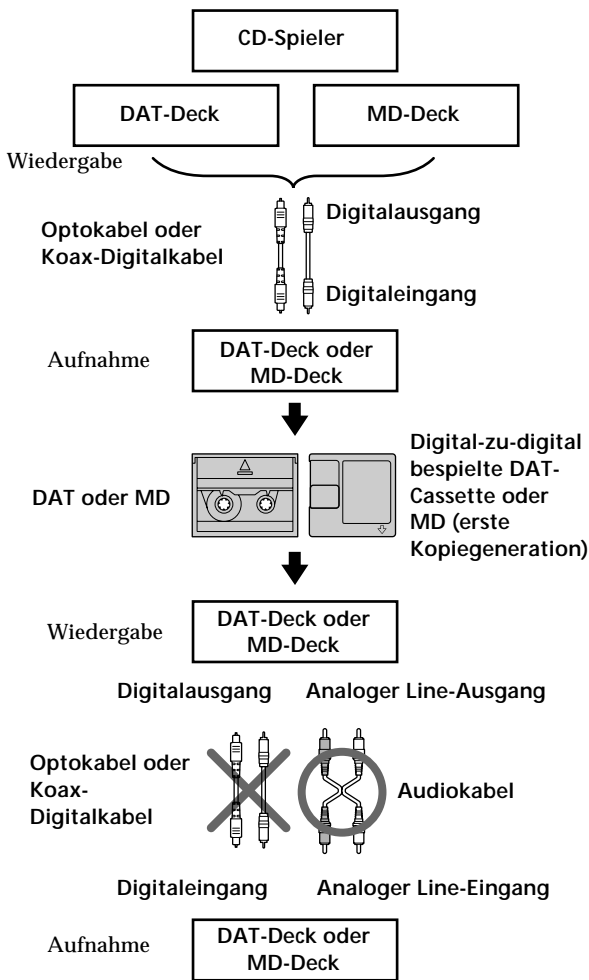 CD-Spieler
DAT-Deck
MD-Deck
Wiedergabe
Optokabel oder
Koax-Digitalkabel
Digitalausgang
Digitaleingang
Aufnahme
DAT-Deck oder
MD-Deck
DAT oder MD
Digital-zu-digital
bespielte DAT-
Cassette oder
MD (erste
Kopiegeneration)
Wiedergabe
DAT-Deck oder
MD-Deck
Digitalausgang
Analoger Line-Ausgang
Optokabel oder
Koax-
Digitalkabel
Audiokabel
Digitaleingang
Analoger Line-Eingang
Aufnahme
DAT-Deck oder
MD-Deck